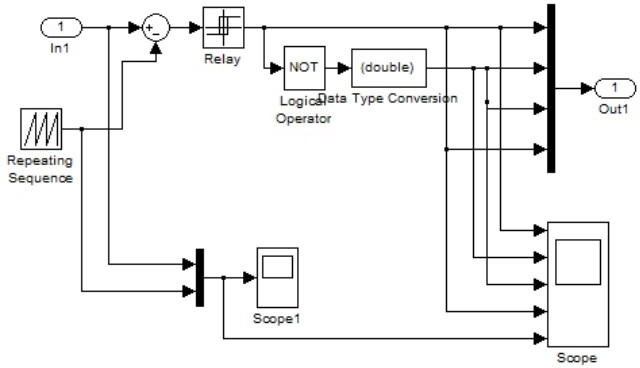 1
In1
+
-
Relay
NOT
Logical
Operator
(double)
Data Type Conversion
1
Out1
Repeating
Sequence
Scope1
Scope